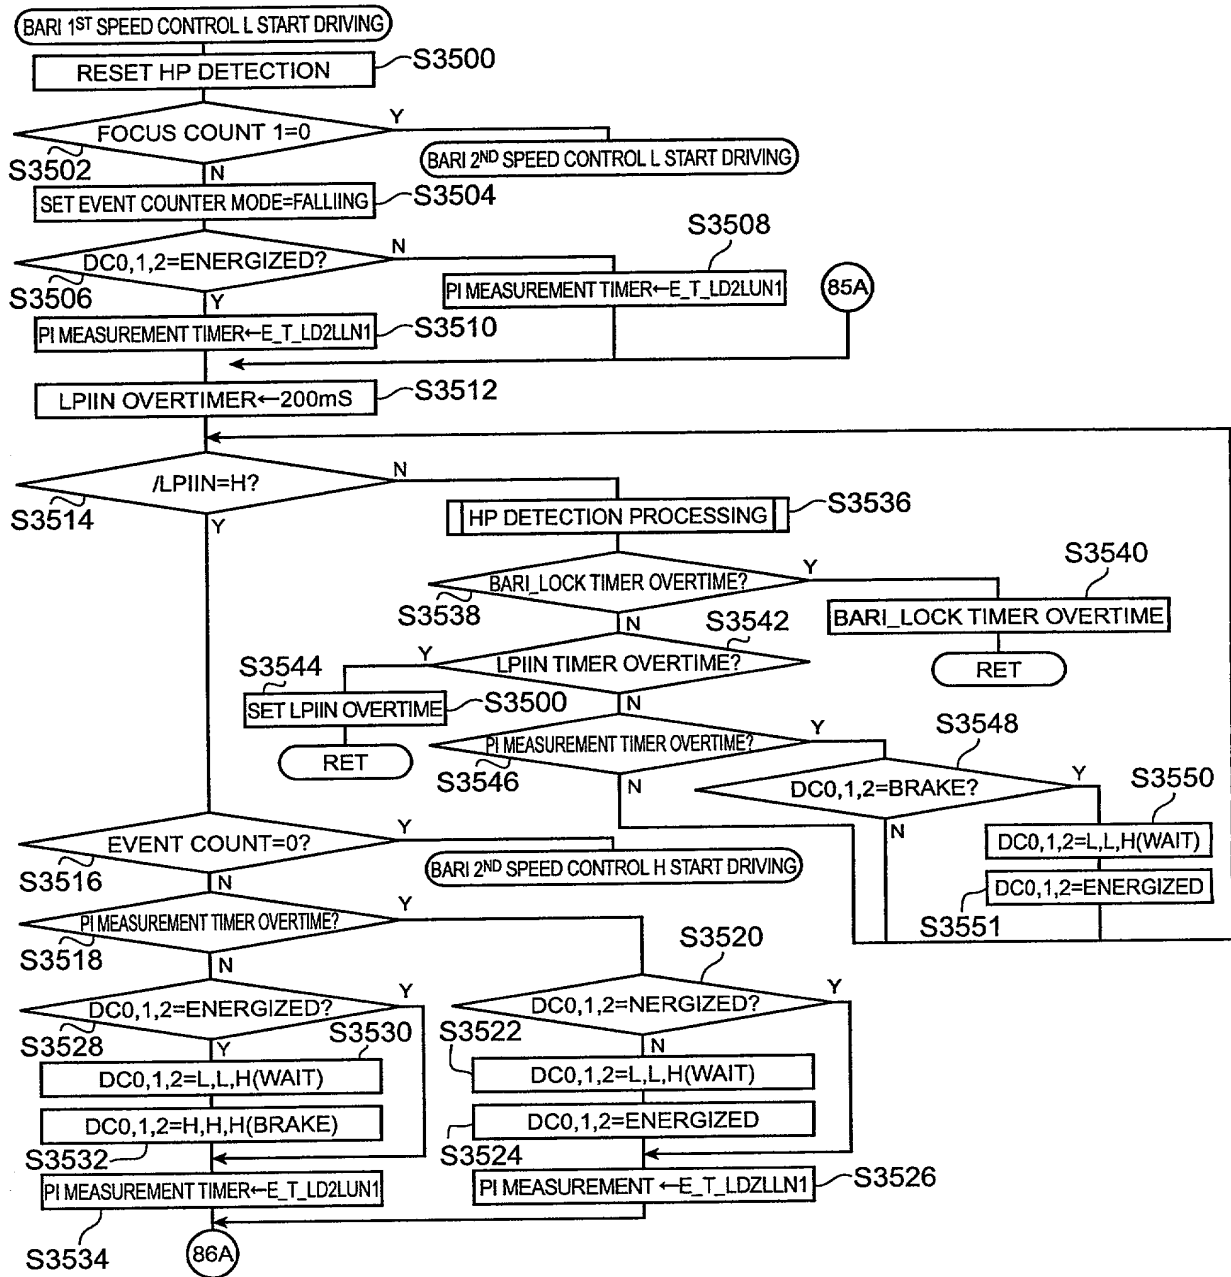 BARI 1ST SPEED CONTROL L START DRIVING
RESET HP DETECTION
S3500
FOCUS COUNT 1=0
Y
S3502
N
BARI 2ND SPEED CONTROL L START DRIVING
SET EVENT COUNTER MODE=FALLIING
S3504
DC0,1,2=ENERGIZED?
N
S3506
Y
S3508
PI MEASUREMENT TIMER←E_T_LD2LUN1
85A
PI MEASUREMENT TIMER←E_T_LD2LLN1
S3510
LPIIN OVERTIMER←200mS
S3512
/LPIIN=H?
N
S3514
Y
HP DETECTION PROCESSING
S3536
BARI_LOCK TIMER OVERTIME?
Y
S3538
N
S3540
BARI_LOCK TIMER OVERTIME
RET
S3542
LPIIN TIMER OVERTIME?
Y
N
S3544
SET LPIIN OVERTIME
S3500
RET
PI MEASUREMENT TIMER OVERTIME?
Y
S3546
N
S3548
DC0,1,2=BRAKE?
Y
N
S3550
DC0,1,2=L,L,H(WAIT)
DC0,1,2=ENERGIZED
S3551
EVENT COUNT=0?
Y
S3516
N
BARI 2ND SPEED CONTROL H START DRIVING
PI MEASUREMENT TIMER OVERTIME?
Y
S3518
N
S3520
DC0,1,2=NERGIZED?
Y
N
S3522
DC0,1,2=L,L,H(WAIT)
DC0,1,2=ENERGIZED
S3524
PI MEASUREMENT ←E_T_LDZLLN1
S3526
DC0,1,2=ENERGIZED?
Y
S3528
Y
S3530
DC0,1,2=L,L,H(WAIT)
DC0,1,2=H,H,H(BRAKE)
S3532
PI MEASUREMENT TIMER←E_T_LD2LUN1
S3534
86A